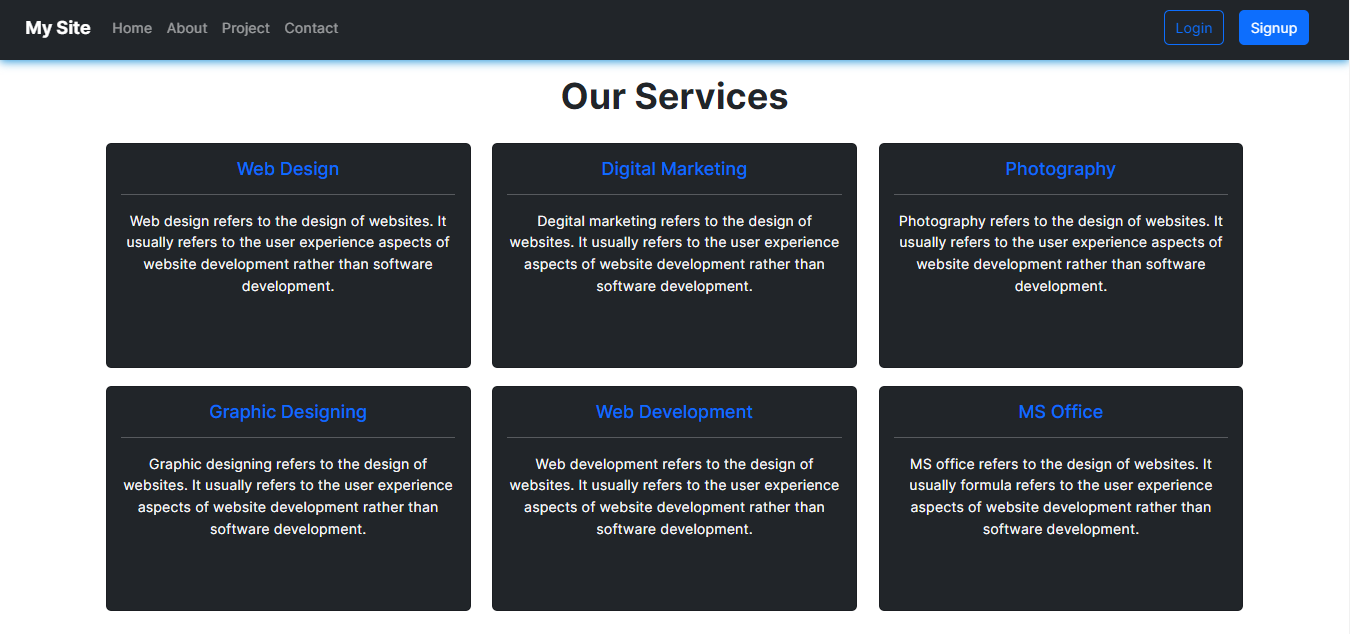 My Site Home About Project Contact Login Signup
Our Services
Web Design
Web design refers to the design of websites. It
usually refers to the user experience aspects of
website development rather than software
development.
Digital Marketing
Degital marketing refers to the design of
websites. It usually refers to the user experience
aspects of website development rather than
software development.
Photography
Photography refers to the design of websites. It
usually refers to the user experience aspects of
website development rather than software
development.
Graphic Designing
Graphic designing refers to the design of
websites. It usually refers to the user experience
aspects of website development rather than
software development.
Web Development
Web development refers to the design of
websites. It usually refers to the user experience
aspects of website development rather than
software development.
MS Office
MS office refers to the design of websites. It
usually formula refers to the user experience
aspects of website development rather than
software development.